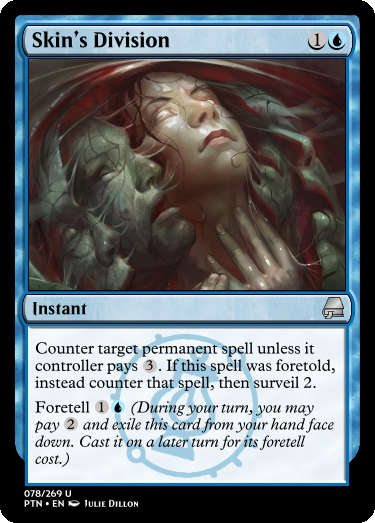 Skin's Division 1
Instant
Counter target permanent spell unless it
controller pays 3. If this spell was foretold,
instead counter that spell, then surveil 2.
Foretell 1 (During your turn, you may
pay 2 and exile this card from your hand face
down. Cast it on a later turn for its foretell
cost.)
078/269 U
PTN • EN JULIE DILLON